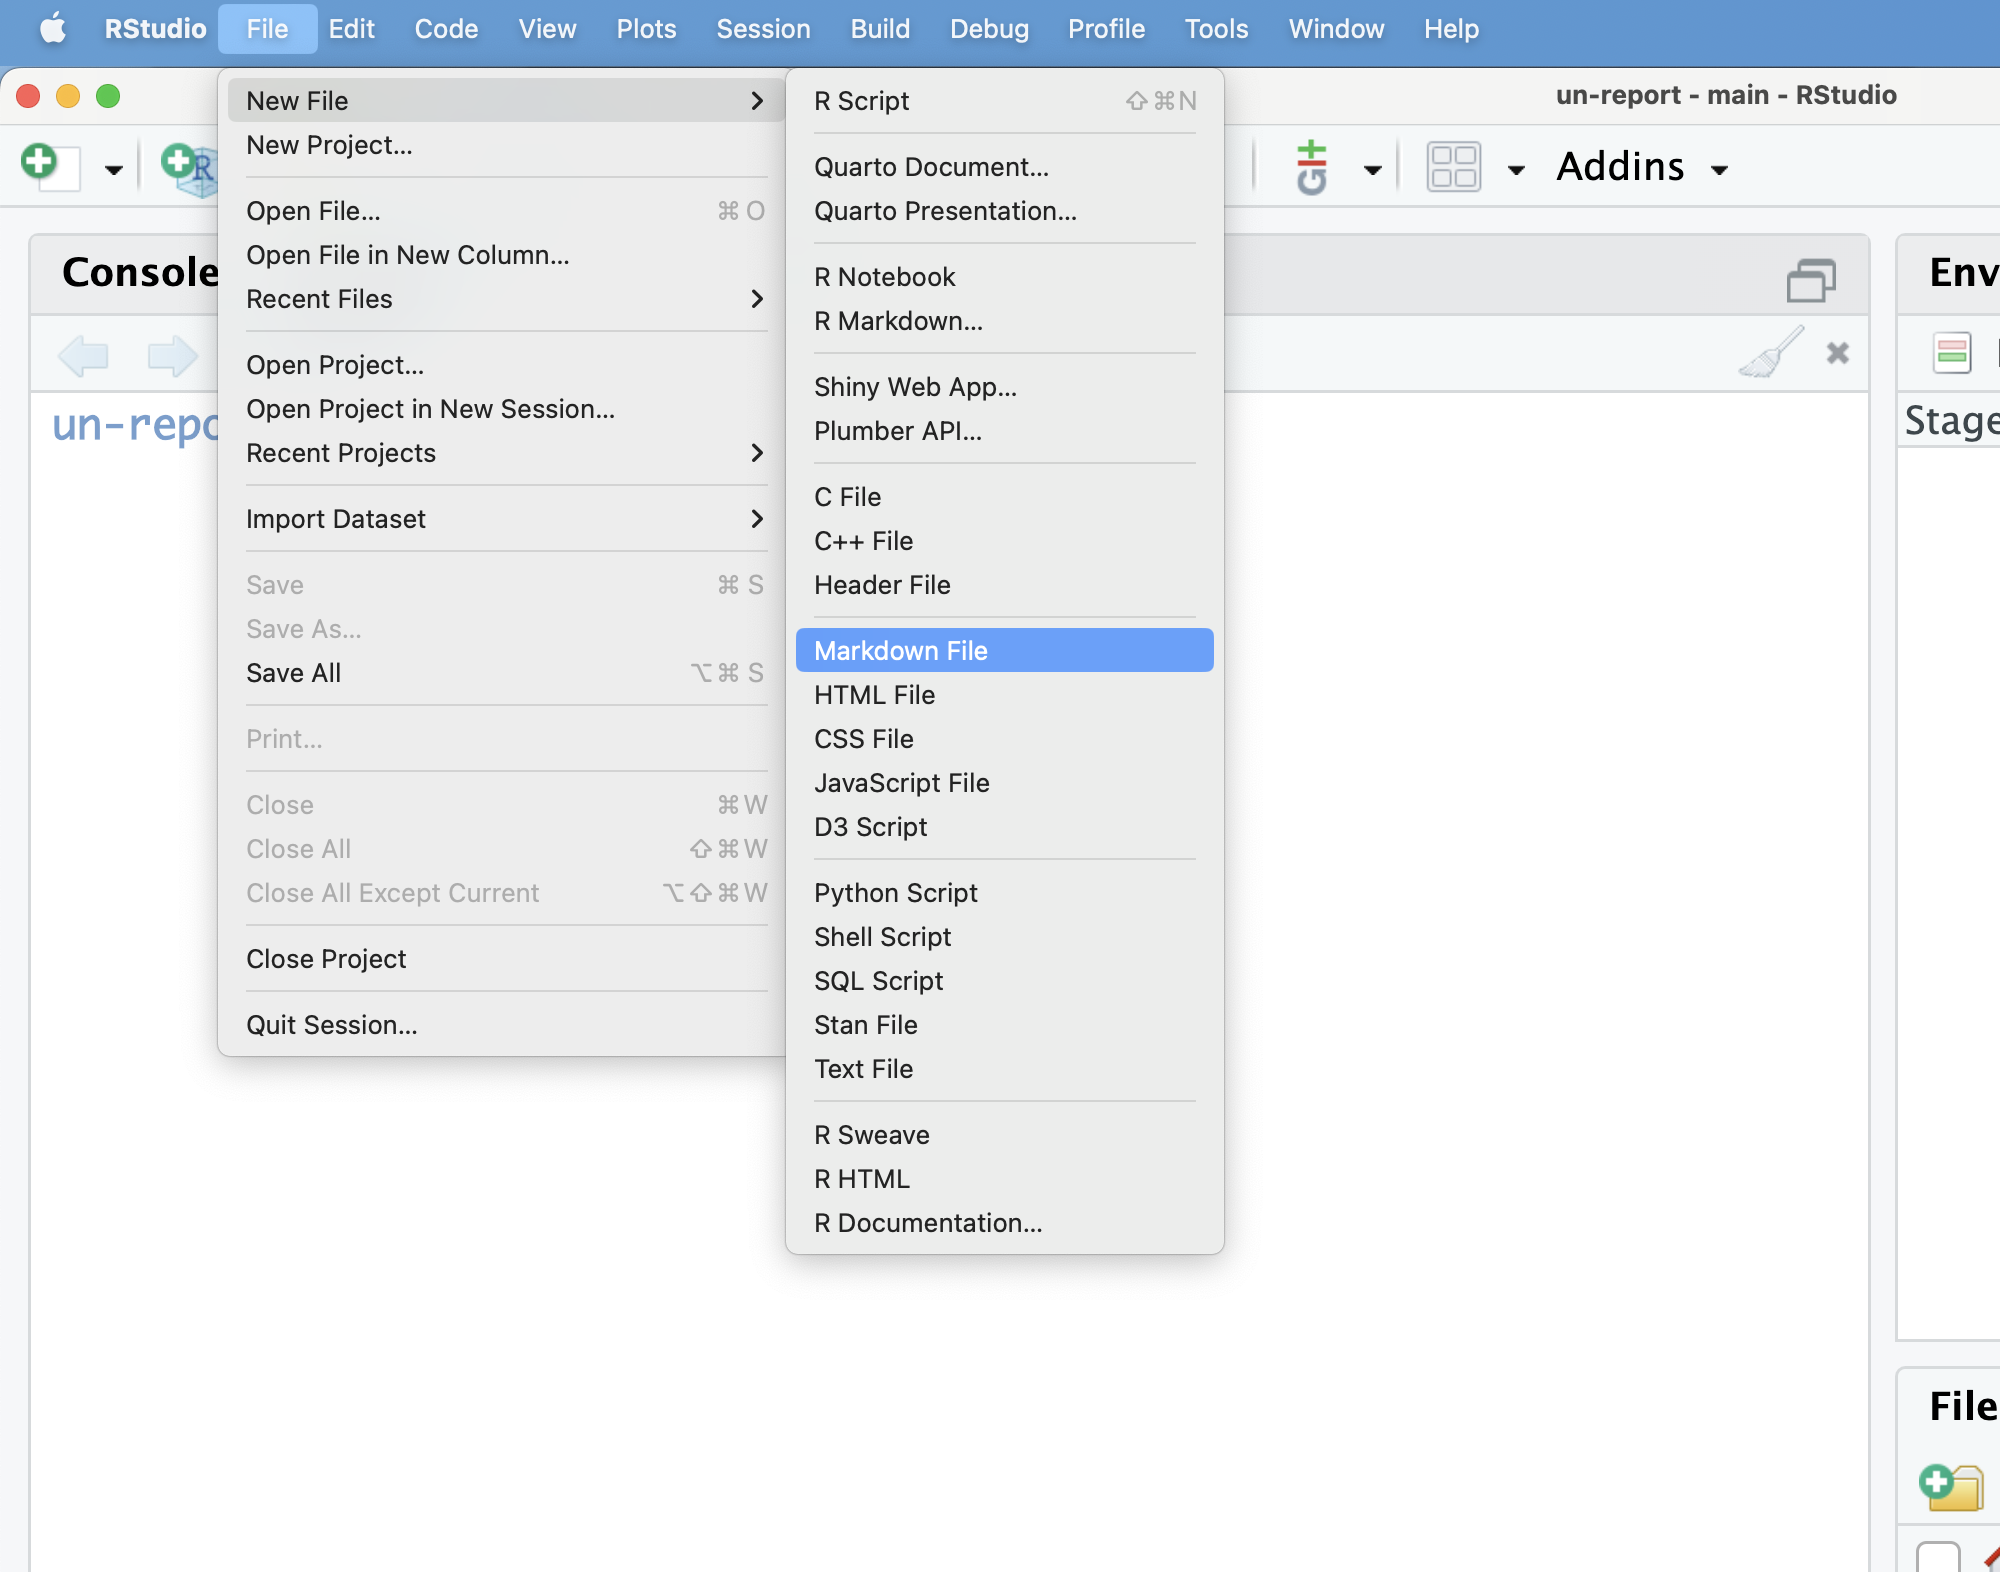 RStudio File Edit Code View Plots Session Build Debug Profile Tools Window Help
un-report - main - RStudio
Git Addins
Console
Env
un-repo
Stage
File
New File
New Project...
Open File... ⌘ O
Open File in New Column...
Recent Files
Open Project...
Open Project in New Session...
Recent Projects
Import Dataset
Save ⌘ S
Save As...
Save All ⌥⌘ S
Print...
Close ⌘W
Close All ⇧⌘W
Close All Except Current ⌥⇧⌘W
Close Project
Quit Session...
R Script ⇧⌘N
Quarto Document...
Quarto Presentation...
R Notebook
R Markdown...
Shiny Web App...
Plumber API...
C File
C++ File
Header File
Markdown File
HTML File
CSS File
JavaScript File
D3 Script
Python Script
Shell Script
SQL Script
Stan File
Text File
R Sweave
R HTML
R Documentation...